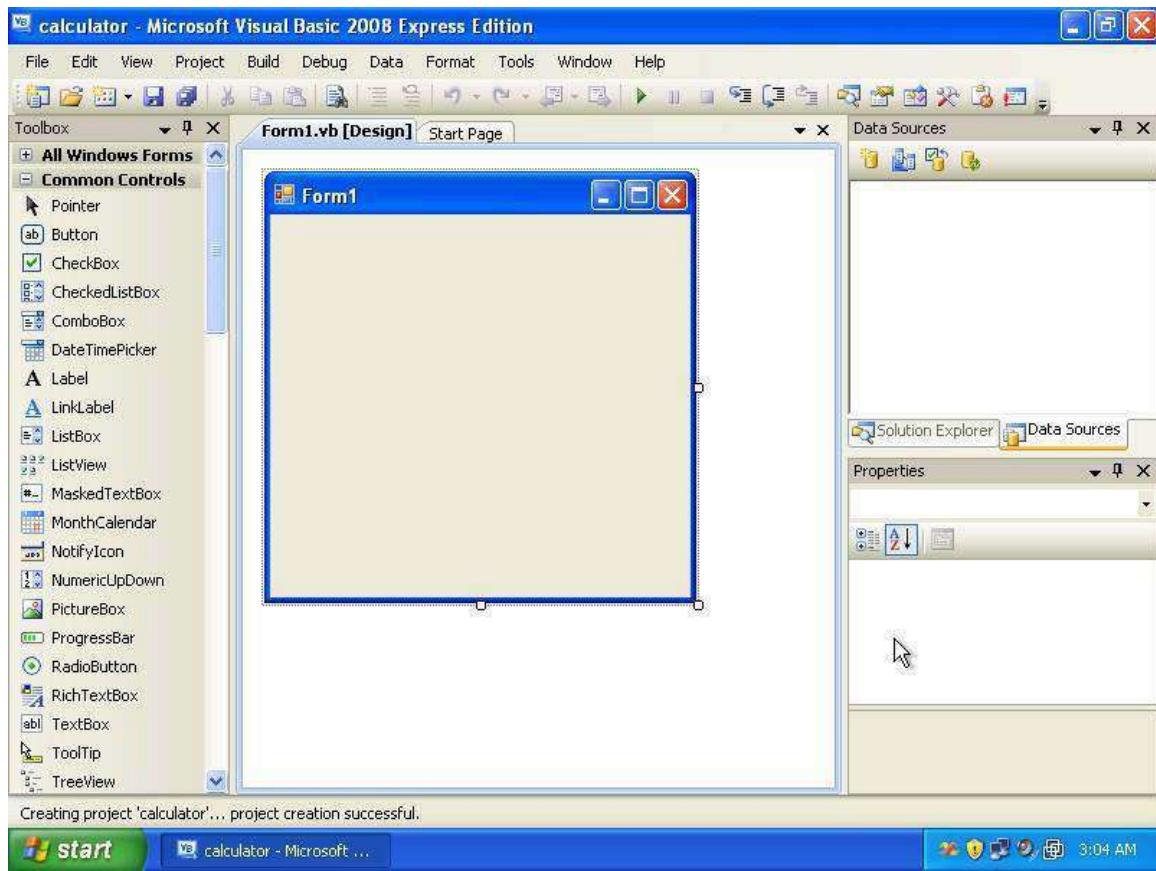 calculator - Microsoft Visual Basic 2008 Express Edition
File Edit View Project Build Debug Data Format Tools Window Help
Toolbox
Form1.vb [Design] Start Page
Data Sources
All Windows Forms
Common Controls
Pointer
Button
CheckBox
CheckedListBox
ComboBox
DateTimePicker
Label
LinkLabel
ListBox
ListView
MaskedTextBox
MonthCalendar
NotifyIcon
NumericUpDown
PictureBox
ProgressBar
RadioButton
RichTextBox
TextBox
ToolTip
TreeView
Form1
Solution Explorer Data Sources
Properties
Creating project 'calculator'... project creation successful.
start calculator - Microsoft ... 3:04 AM